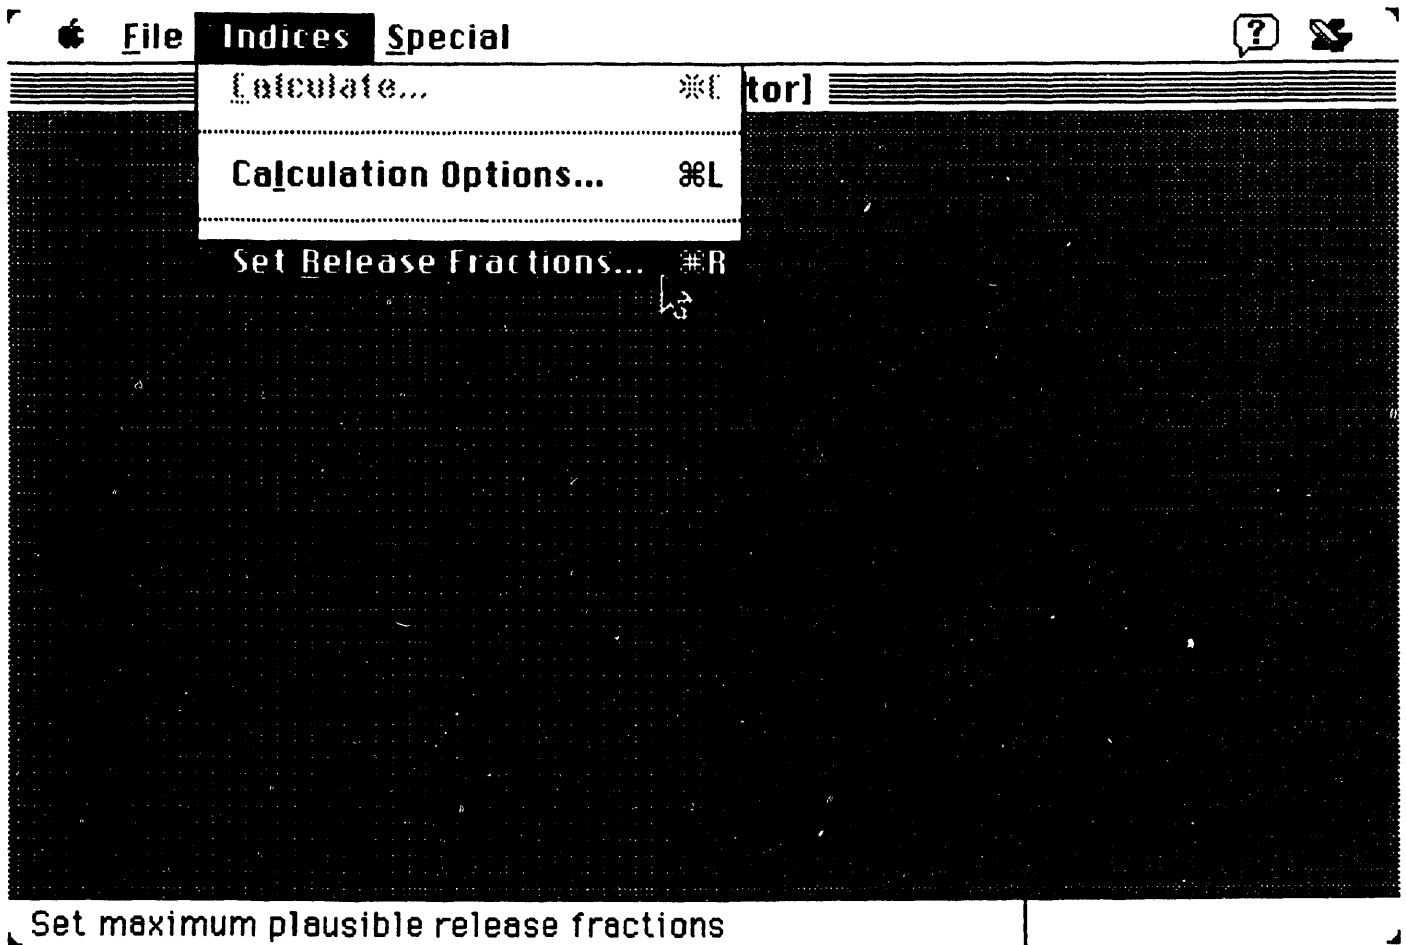 File Indices Special ?
Calculate... ⌘C
tor]
Calculation Options... ⌘L
Set Release Fractions... ⌘R
Set maximum plausible release fractions